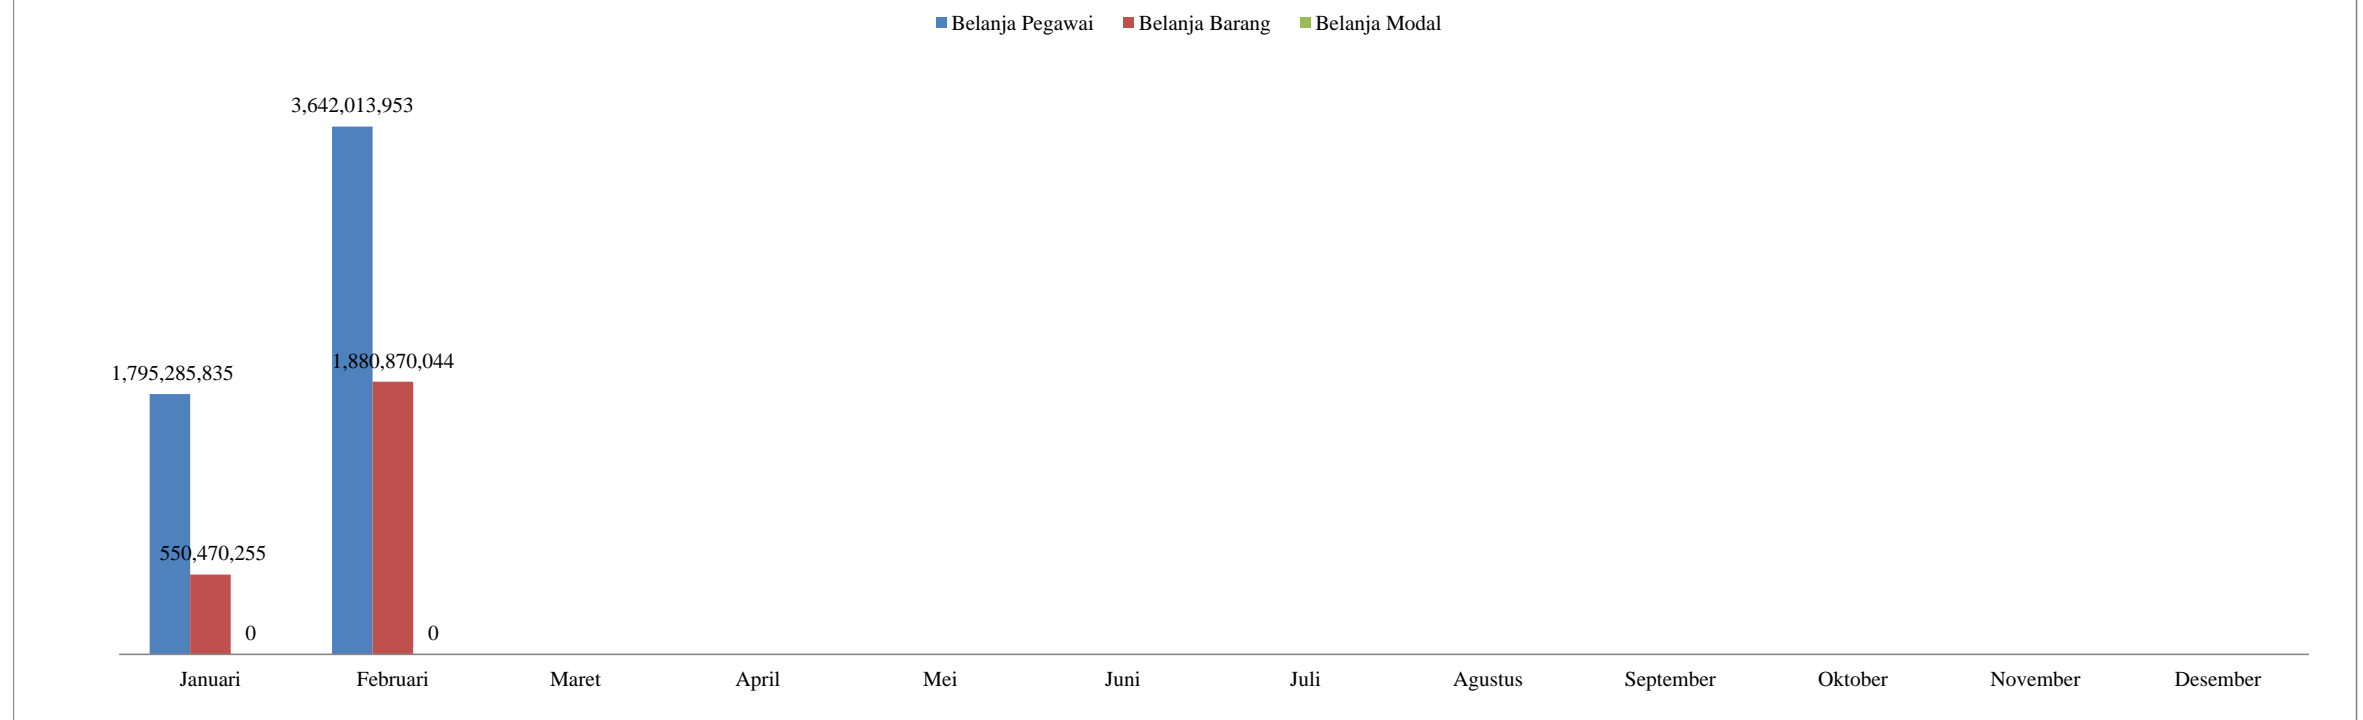 Belanja Pegawai Belanja Barang Belanja Modal
3,642,013,953
1,880,870,044
1,795,285,835
550,470,255
0 0
Januari Februari Maret April Mei Juni Juli Agustus September Oktober November Desember